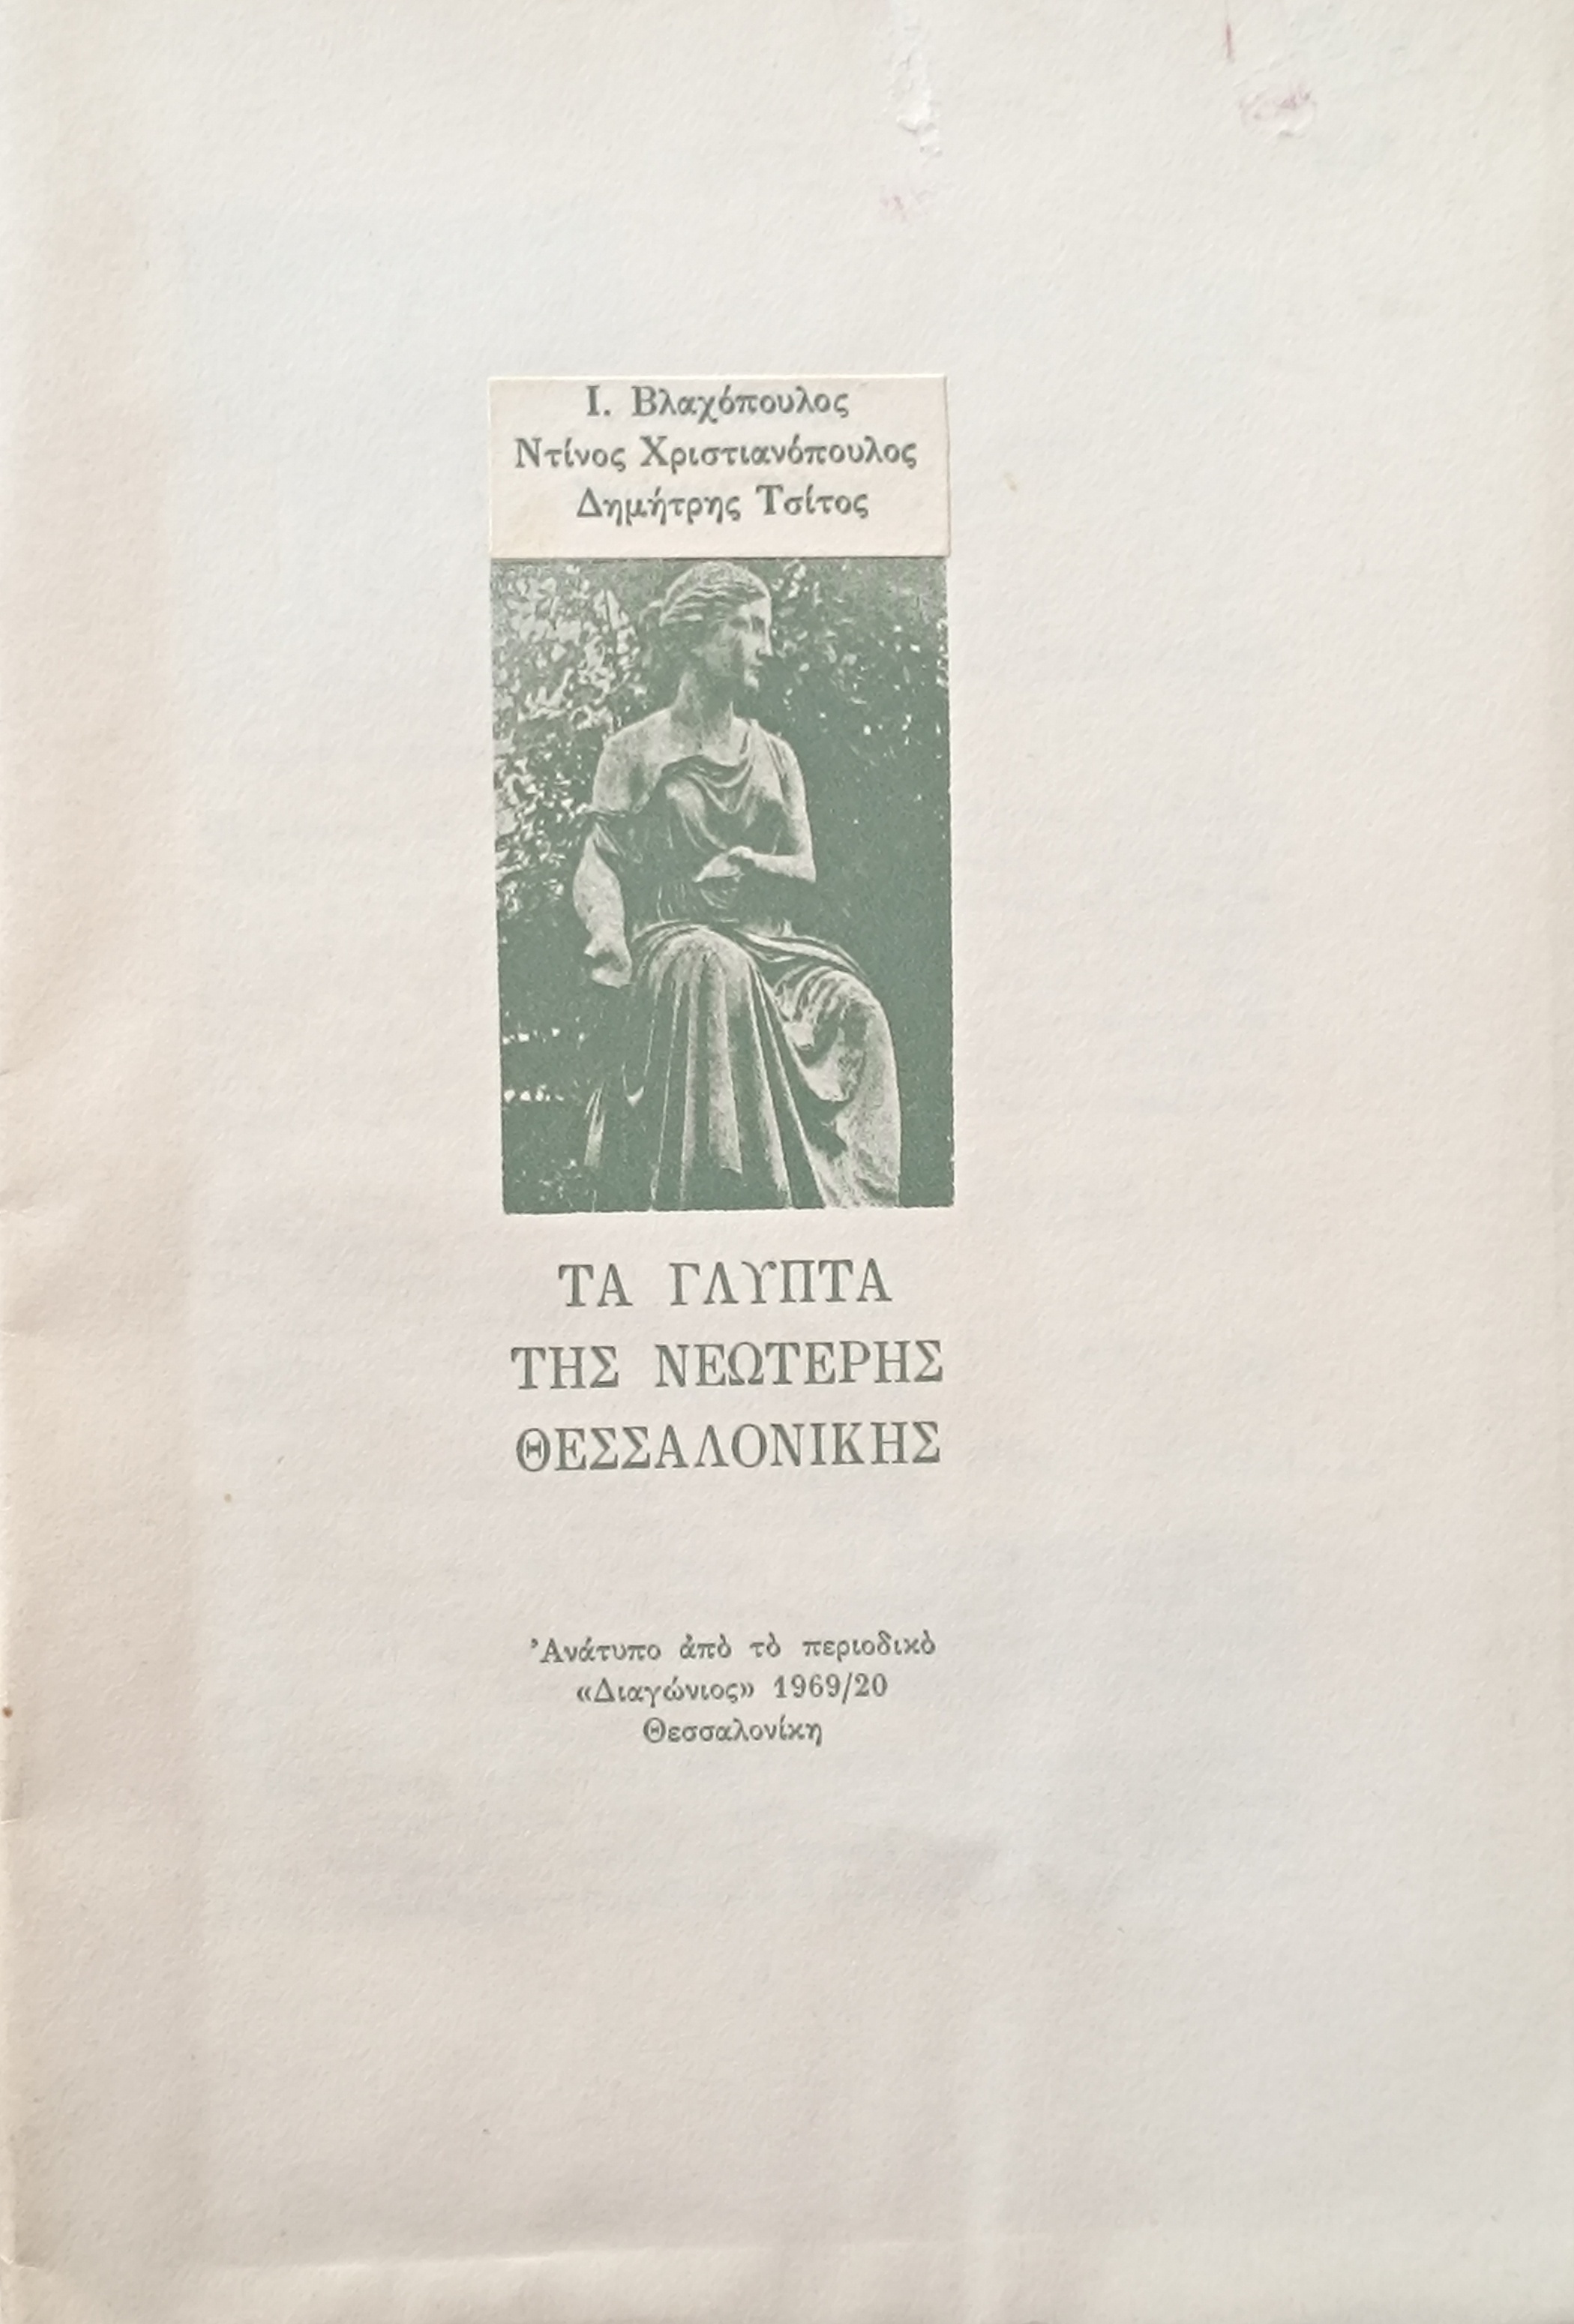 Ι. Βλαχόπουλος
Ντίνος Χριστιανόπουλος
Δημήτρης Τσίτος
ΤΑ ΓΛΥΠΤΑ
ΤΗΣ ΝΕΩΤΕΡΗΣ
ΘΕΣΣΑΛΟΝΙΚΗΣ
Ἀνάτυπο ἀπὸ τὸ περιοδικὸ
«Διαγώνιος» 1969/20
Θεσσαλονίκη